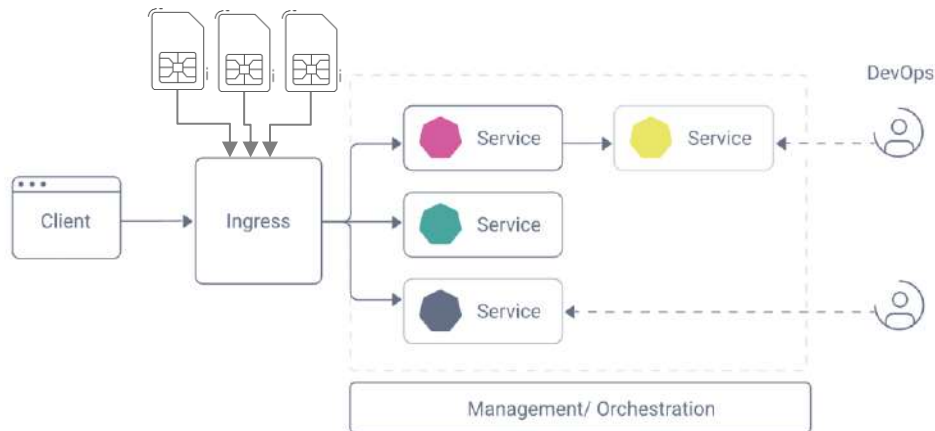 i
i
i
DevOps
Service
Service
Client
Ingress
Service
Service
Management/ Orchestration